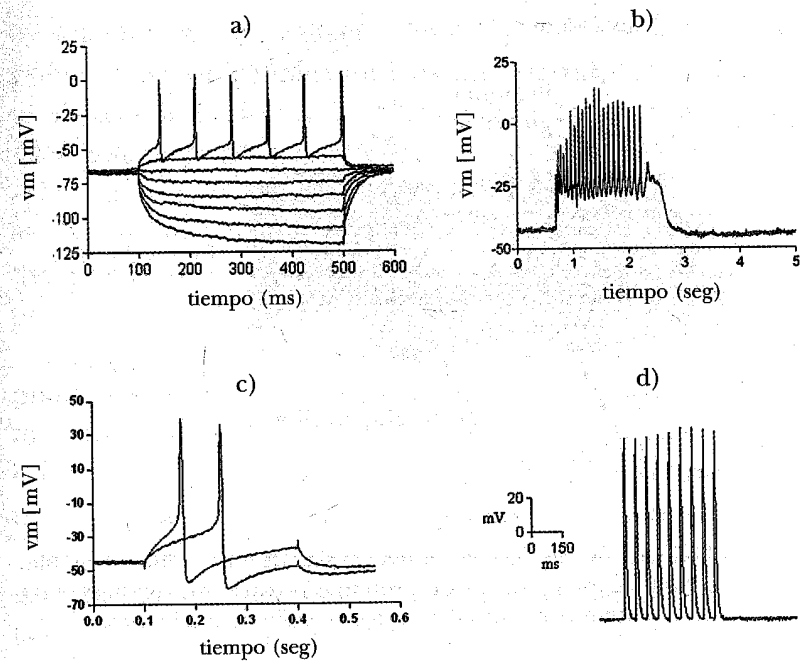 a)
25
0
-25
-50
-75
-100
-125
vm [mV]
0 100 200 300 400 500 600
tiempo (ms)
b)
25
0
-25
-50
vm [mV]
0 1 2 3 4 5
tiempo (seg)
c)
50
30
10
-10
-30
-50
-70
vm [mV]
0.0 0.1 0.2 0.3 0.4 0.5 0.6
tiempo (seg)
d)
20
mV
0
0 150
ms